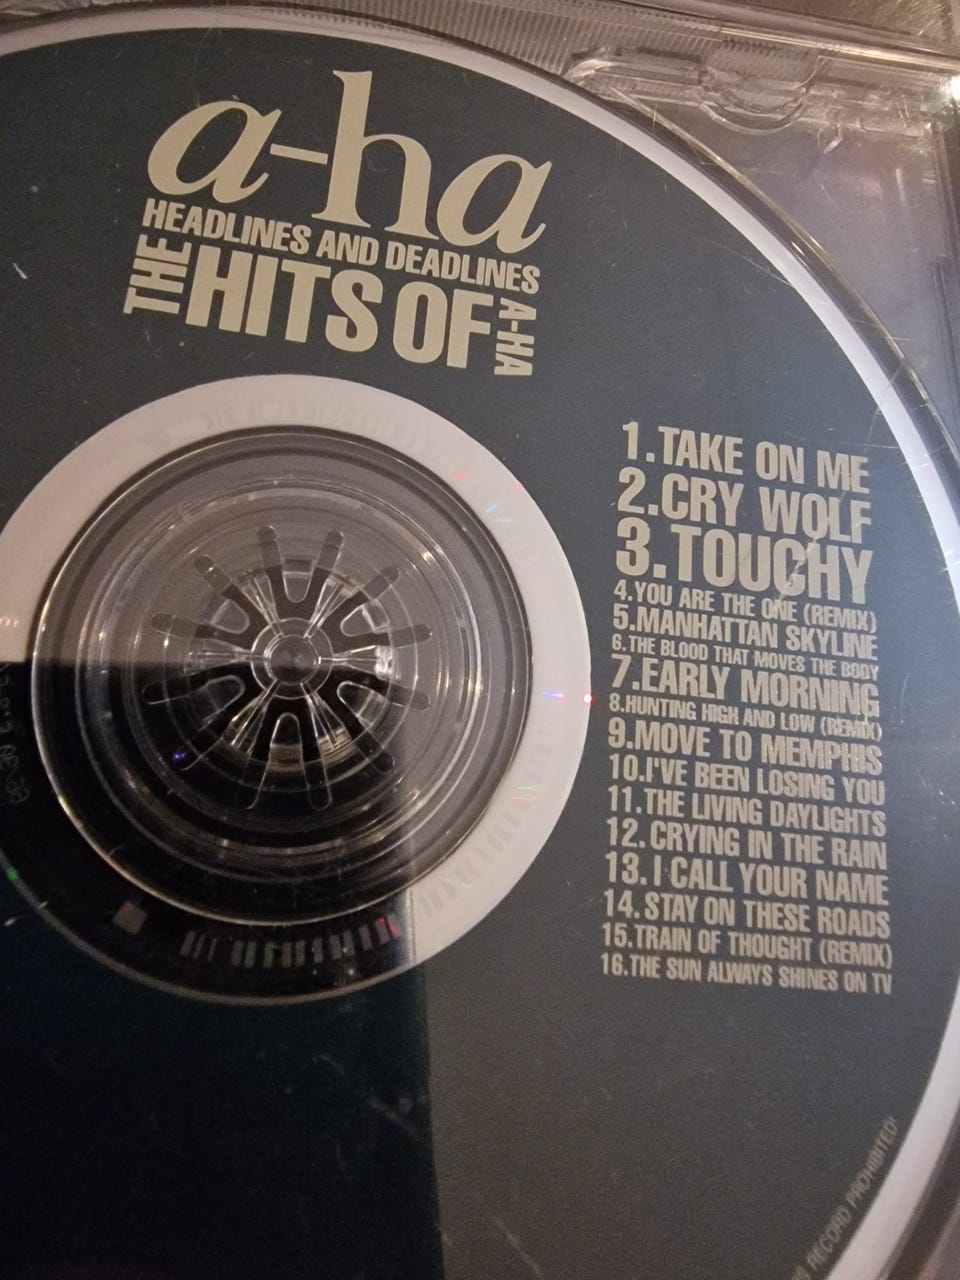 a-ha
HEADLINES AND DEADLINES
THE HITS OF A-HA
1.TAKE ON ME
2.CRY WOLF
3.TOUCHY
4.YOU ARE THE ONE (REMIX)
5.MANHATTAN SKYLINE
6.THE BLOOD THAT MOVES THE BODY
7.EARLY MORNING
8.HUNTING HIGH AND LOW (REMIX)
9.MOVE TO MEMPHIS
10.I'VE BEEN LOSING YOU
11.THE LIVING DAYLIGHTS
12.CRYING IN THE RAIN
13.I CALL YOUR NAME
14.STAY ON THESE ROADS
15.TRAIN OF THOUGHT (REMIX)
16.THE SUN ALWAYS SHINES ON TV
RECORD PROHIBITED!